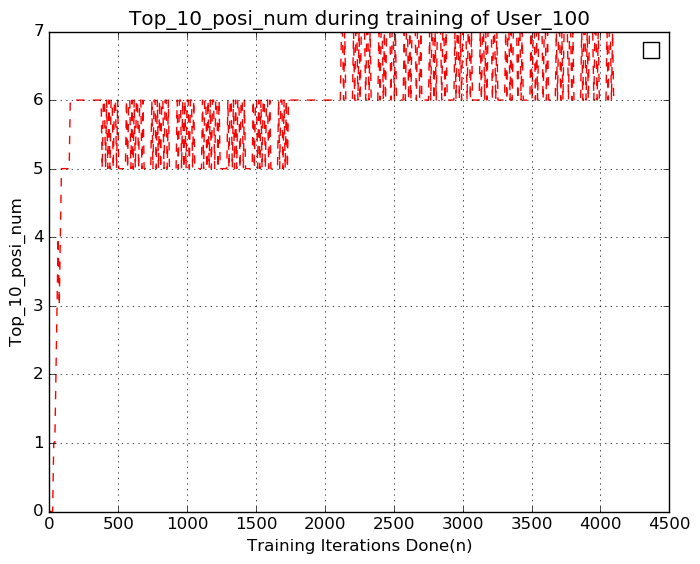 Top_10_posi_num during training of User_100
Top_10_posi_num
7
6
5
4
3
2
1
0
0 500 1000 1500 2000 2500 3000 3500 4000 4500
Training Iterations Done(n)